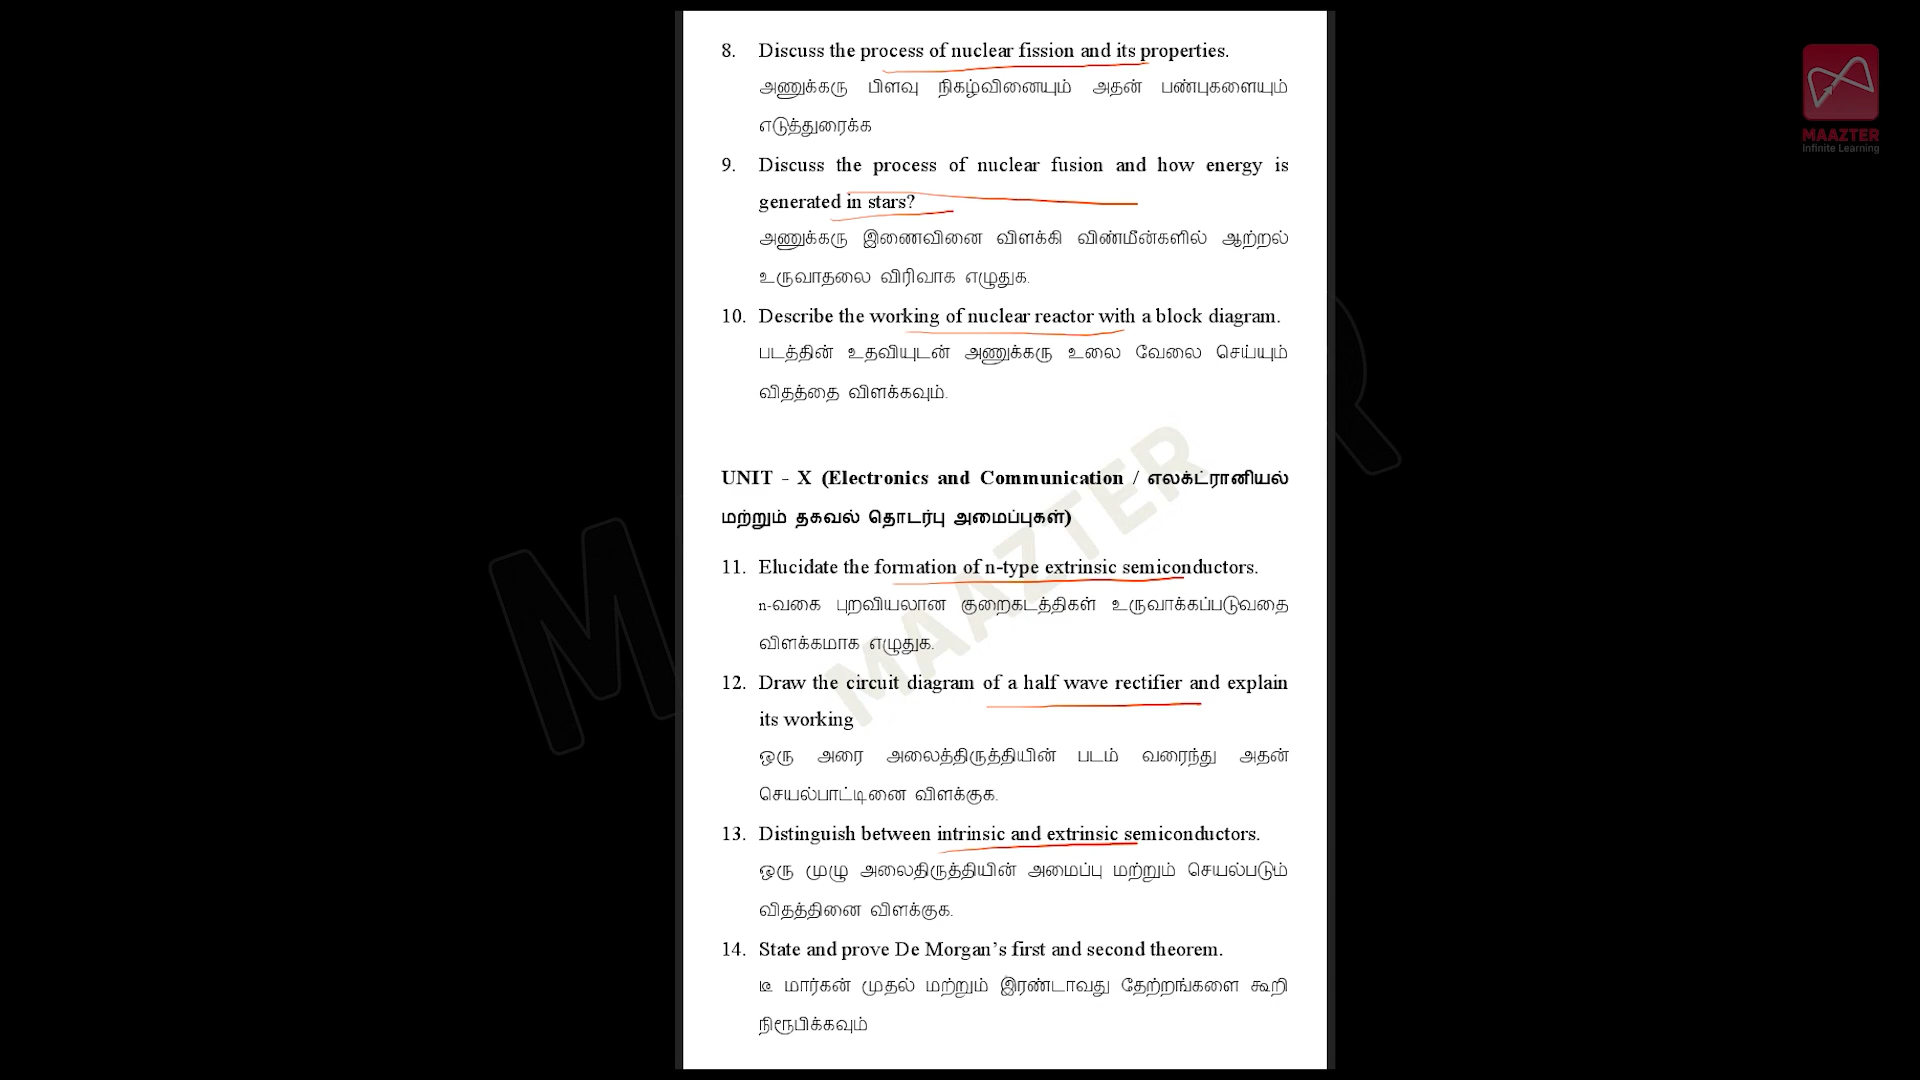 8. Discuss the process of nuclear fission and its properties.
அணுக்கரு பிளவு நிகழ்வினையும் அதன் பண்புகளையும்
எடுத்துரைக்க
9. Discuss the process of nuclear fusion and how energy is
generated in stars?
அணுக்கரு இணைவினை விளக்கி விண்மீன்களில் ஆற்றல்
உருவாதலை விரிவாக எழுதுக.
10. Describe the working of nuclear reactor with a block diagram.
படத்தின் உதவியுடன் அணுக்கரு உலை வேலை செய்யும்
விதத்தை விளக்கவும்.
UNIT - X (Electronics and Communication / எலக்ட்ரானியல்
மற்றும் தகவல் தொடர்பு அமைப்புகள்)
11. Elucidate the formation of n-type extrinsic semiconductors.
n-வகை புறவியலான குறைகடத்திகள் உருவாக்கப்படுவதை
விளக்கமாக எழுதுக.
12. Draw the circuit diagram of a half wave rectifier and explain
its working
ஒரு அரை அலைத்திருத்தியின் படம் வரைந்து அதன்
செயல்பாட்டினை விளக்குக.
13. Distinguish between intrinsic and extrinsic semiconductors.
ஒரு முழு அலைதிருத்தியின் அமைப்பு மற்றும் செயல்படும்
விதத்தினை விளக்குக.
14. State and prove De Morgan’s first and second theorem.
டீ மார்கன் முதல் மற்றும் இரண்டாவது தேற்றங்களை கூறி
நிரூபிக்கவும்
MAAZTER
MAAZTER
Infinite Learning